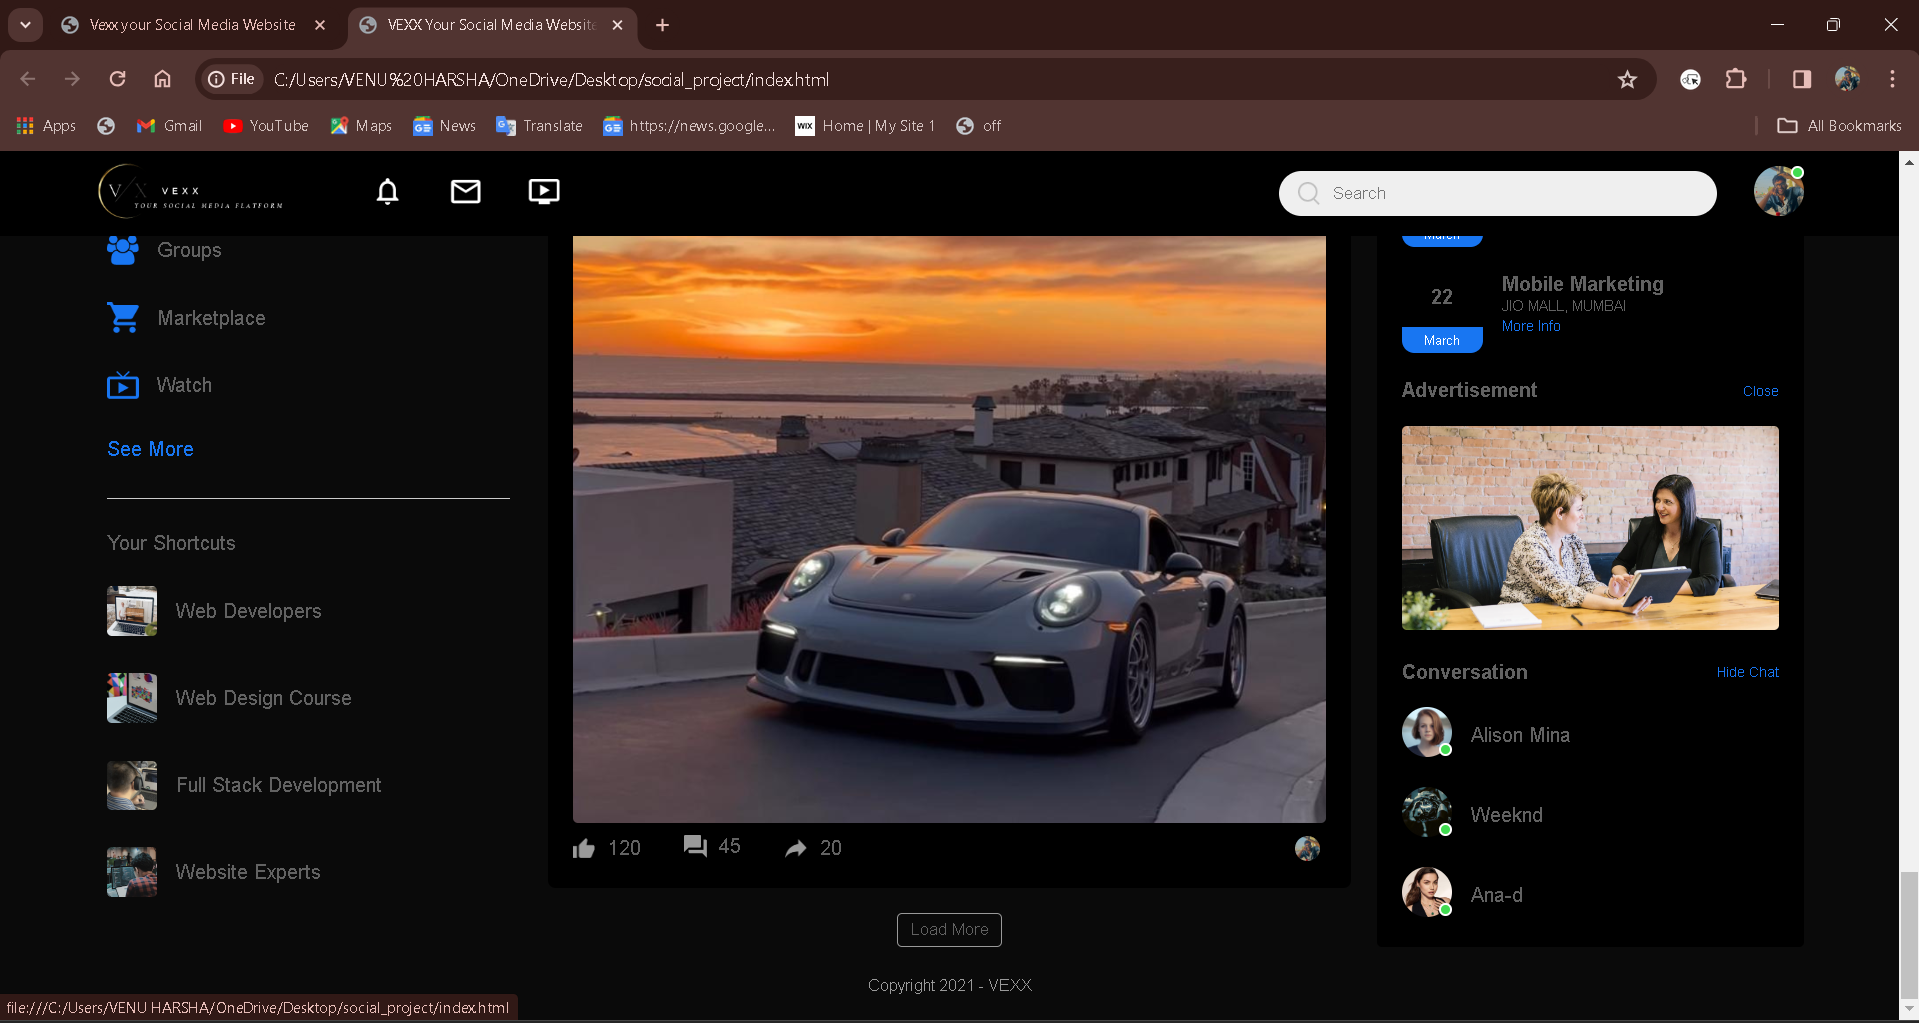 Vexx your Social Media Website
VEXX Your Social Media Website
File
C:/Users/VENU%20HARSHA/OneDrive/Desktop/social_project/index.html
Apps
Gmail
YouTube
Maps
News
Translate
https://news.google...
WiX
Home | My Site 1
off
All Bookmarks
VEXX
YOUR SOCIAL MEDIA PLATFORM
Search
Groups
Marketplace
Watch
See More
Your Shortcuts
Web Developers
Web Design Course
Full Stack Development
Website Experts
120
45
20
Load More
Copyright 2021 - VEXX
March
22
March
Mobile Marketing
JIO MALL, MUMBAI
More Info
Advertisement
Close
Conversation
Hide Chat
Alison Mina
Weeknd
Ana-d
file:///C:/Users/VENU HARSHA/OneDrive/Desktop/social_project/index.html